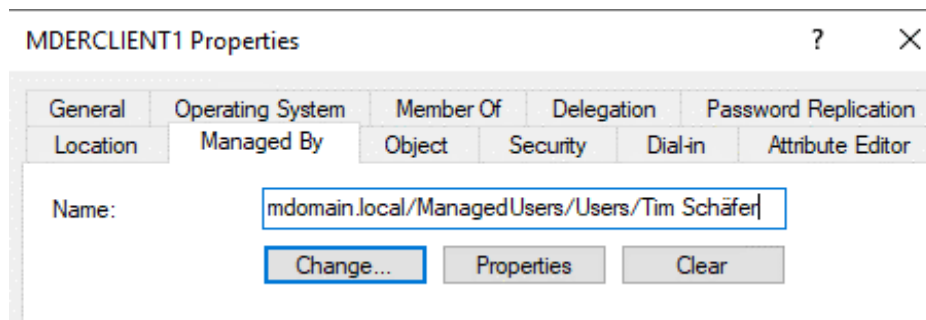 MDERCLIENT1 Properties ? ×
General Operating System Member Of Delegation Password Replication
Location Managed By Object Security Dial-in Attribute Editor
Name: mdomain.local/ManagedUsers/Users/Tim Schäfer
Change... Properties Clear